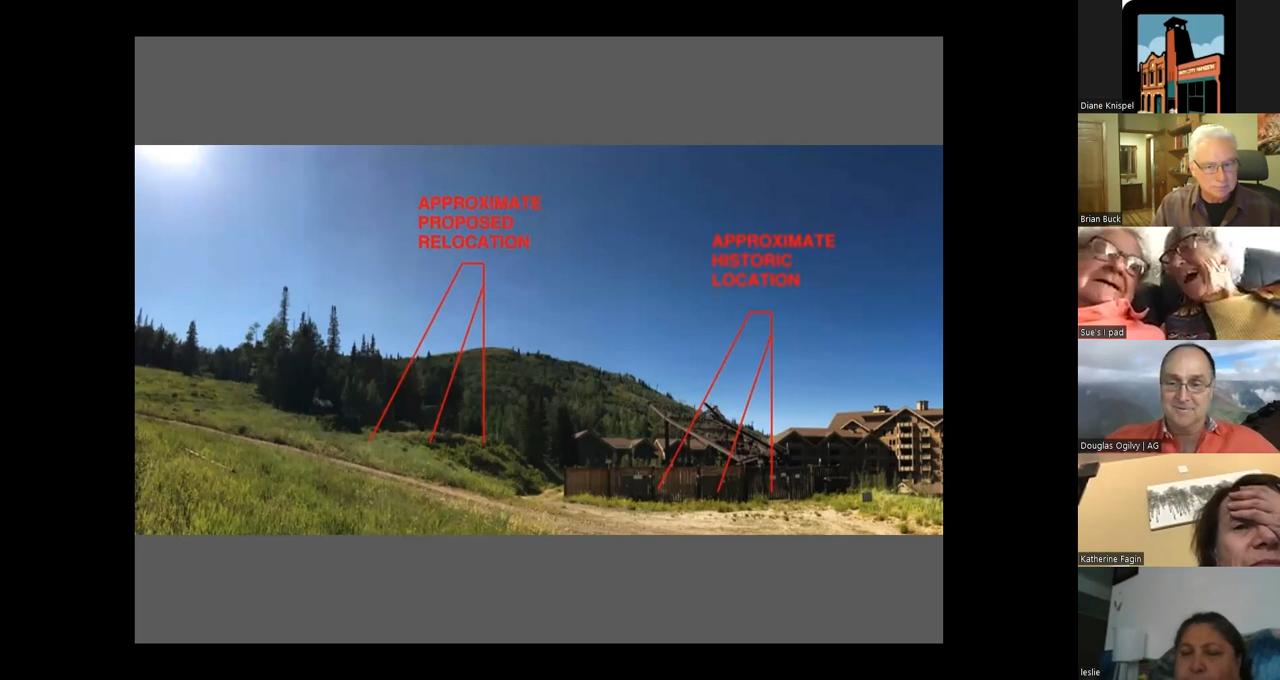 APPROXIMATE
PROPOSED
RELOCATION
APPROXIMATE
HISTORIC
LOCATION
Diane Knispel
Brian Buck
Sue's I pad
Douglas Ogilvy | AG
Katherine Fagin
leslie